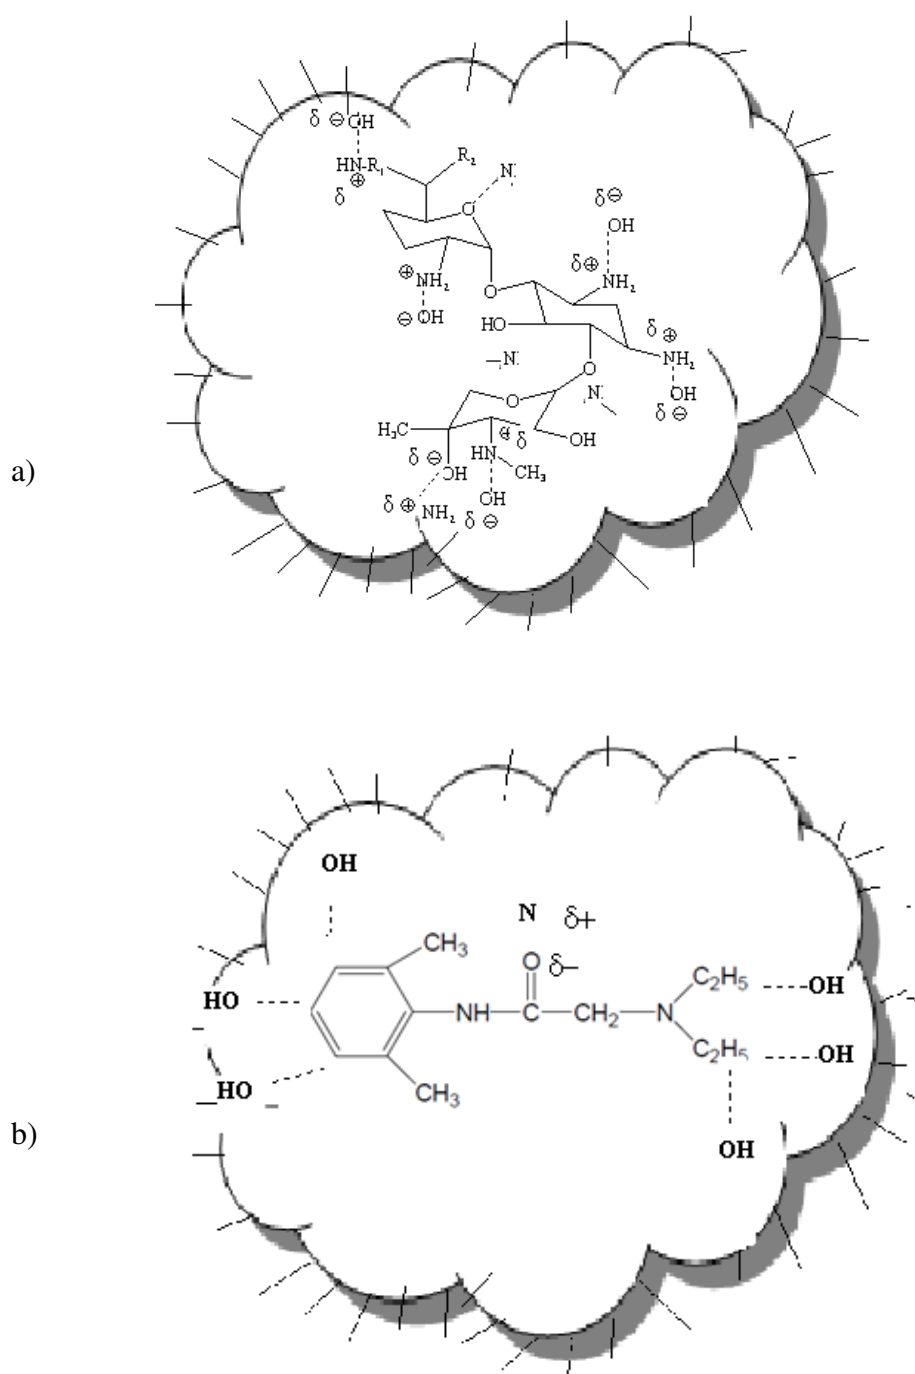 δ ⊖ OH
HN-R₁ R₂
⊕
δ
N:
O
δ⊖
OH
δ⊕
⊕
NH₂ NH₂
O
⊖ OH
HO
δ ⊕
N:
NH₂
O
N:
OH
O
δ ⊖
H₃C
δ
OH
δ ⊖
HN
OH
CH₃
a)
OH
δ ⊕
NH₂
δ ⊖
OH
N δ+
CH₃
O δ−
C₂H₅
OH
HO
NH C CH₂ N
C₂H₅
OH
HO
CH₃
b)
OH